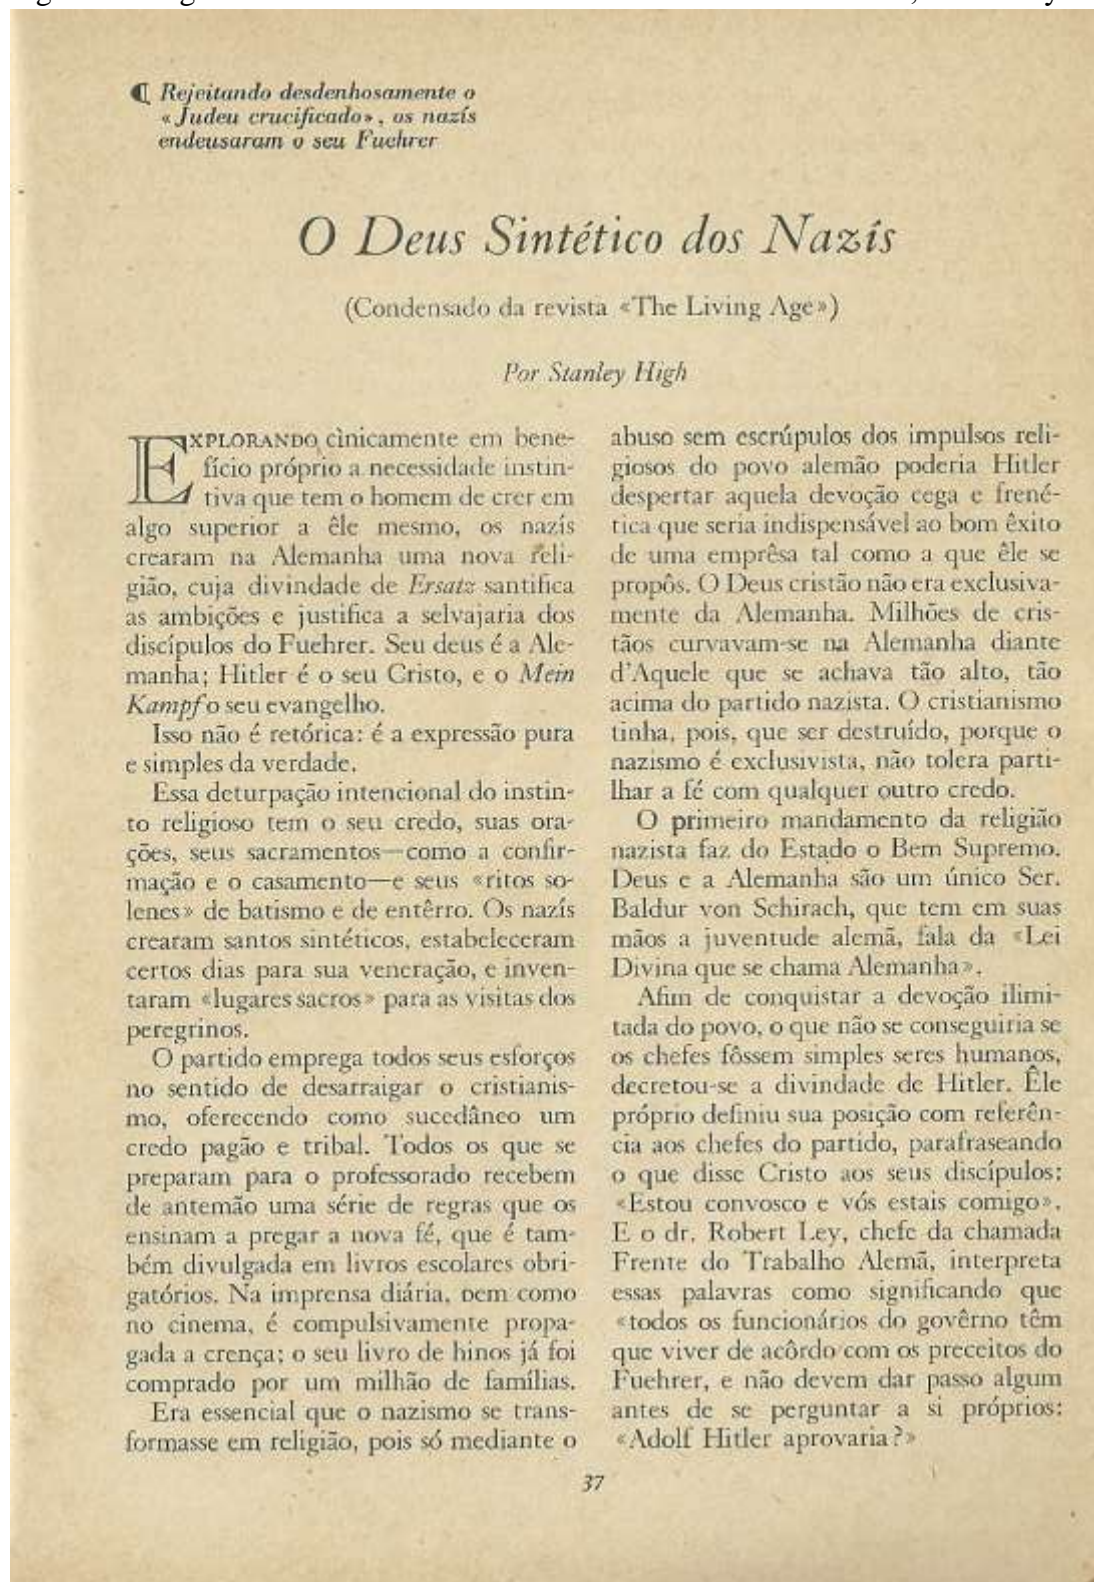 ¶ Rejeitando desdenhosamente o
«Judeu crucificado», os nazís
endeusaram o seu Fuehrer
O Deus Sintético dos Nazís
(Condensado da revista «The Living Age»)
Por Stanley High
EXPLORANDO cìnicamente em bene-
fício próprio a necessidade instin-
tiva que tem o homem de crer em
algo superior a êle mesmo, os nazís
crearam na Alemanha uma nova reli-
gião, cuja divindade de Ersatz santifica
as ambições e justifica a selvajaria dos
discípulos do Fuehrer. Seu deus é a Ale-
manha; Hitler é o seu Cristo, e o Mein
Kampf o seu evangelho.
Isso não é retórica: é a expressão pura
e simples da verdade.
Essa deturpação intencional do instin-
to religioso tem o seu credo, suas ora-
ções, seus sacramentos—como a confir-
mação e o casamento—e seus «ritos so-
lenes» de batismo e de entêrro. Os nazís
crearam santos sintéticos, estabeleceram
certos dias para sua veneração, e inven-
taram «lugares sacros» para as visitas dos
peregrinos.
O partido emprega todos seus esforços
no sentido de desarraigar o cristianis-
mo, oferecendo como sucedâneo um
credo pagão e tribal. Todos os que se
preparam para o professorado recebem
de antemão uma série de regras que os
ensinam a pregar a nova fé, que é tam-
bém divulgada em livros escolares obri-
gatórios. Na imprensa diária, bem como
no cinema, é compulsivamente propa-
gada a crença; o seu livro de hinos já foi
comprado por um milhão de famílias.
Era essencial que o nazismo se trans-
formasse em religião, pois só mediante o
abuso sem escrúpulos dos impulsos reli-
giosos do povo alemão poderia Hitler
despertar aquela devoção cega e frené-
tica que seria indispensável ao bom êxito
de uma emprêsa tal como a que êle se
propôs. O Deus cristão não era exclusiva-
mente da Alemanha. Milhões de cris-
tãos curvavam-se na Alemanha diante
d'Aquele que se achava tão alto, tão
acima do partido nazista. O cristianismo
tinha, pois, que ser destruído, porque o
nazismo é exclusivista, não tolera parti-
lhar a fé com qualquer outro credo.
O primeiro mandamento da religião
nazista faz do Estado o Bem Supremo.
Deus e a Alemanha são um único Ser.
Baldur von Schirach, que tem em suas
mãos a juventude alemã, fala da «Lei
Divina que se chama Alemanha».
Afim de conquistar a devoção ilimi-
tada do povo, o que não se conseguiria se
os chefes fôssem simples seres humanos,
decretou-se a divindade de Hitler. Êle
próprio definiu sua posição com referên-
cia aos chefes do partido, parafraseando
o que disse Cristo aos seus discípulos:
«Estou convosco e vós estais comigo».
E o dr. Robert Ley, chefe da chamada
Frente do Trabalho Alemã, interpreta
essas palavras como significando que
«todos os funcionários do govêrno têm
que viver de acôrdo com os preceitos do
Fuehrer, e não devem dar passo algum
antes de se perguntar a si próprios:
«Adolf Hitler aprovaria?»
37